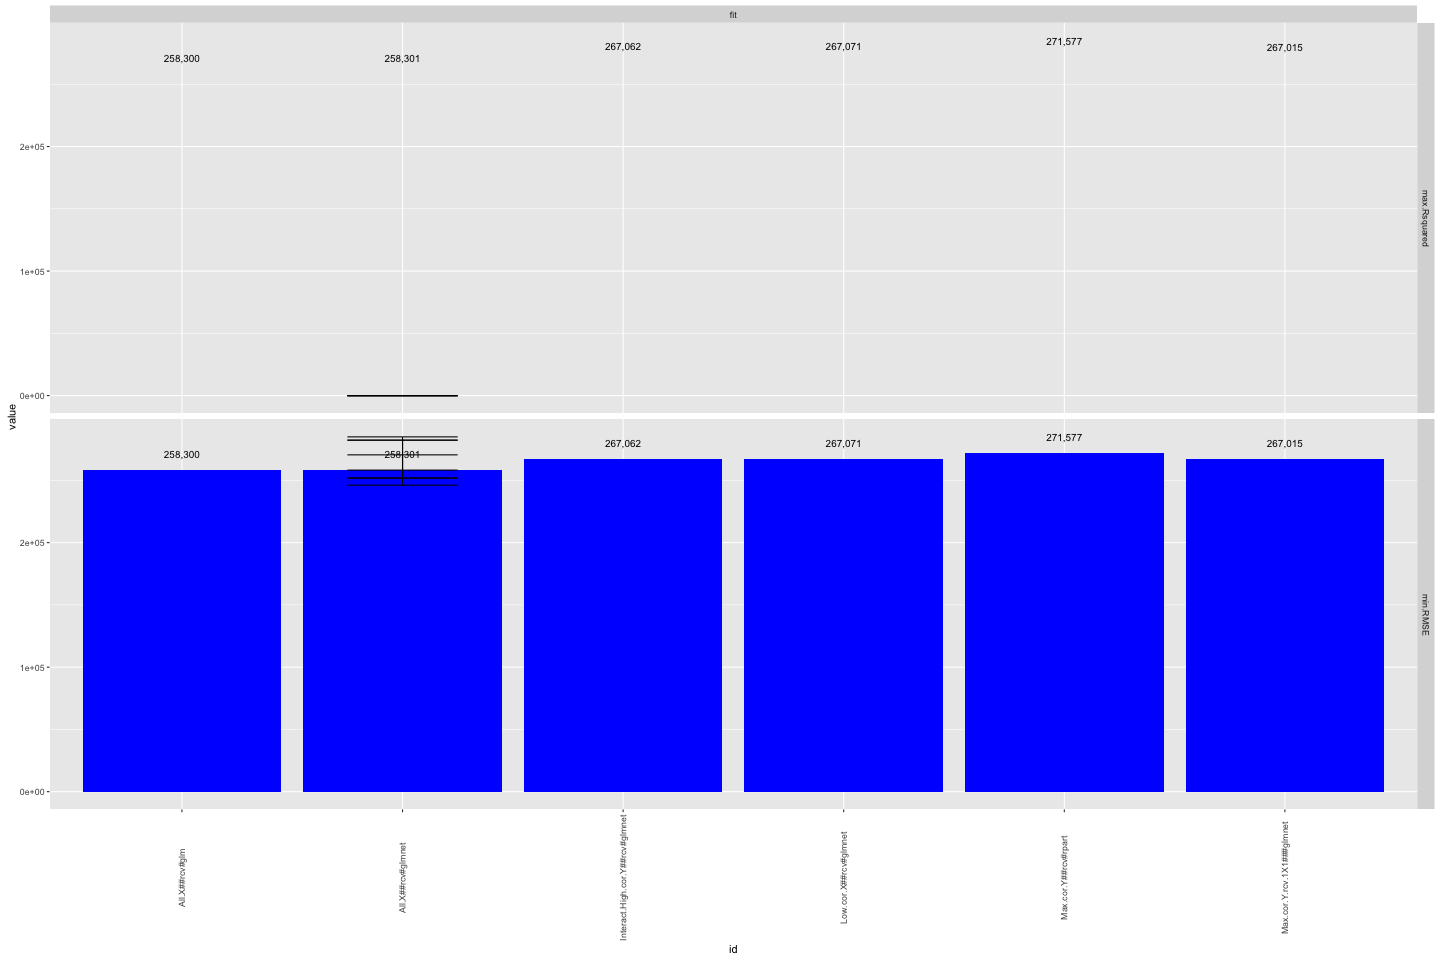 fit
258,300
258,301
267,062
267,071
271,577
267,015
2e+05
1e+05
0e+00
max.Rsquared
value
258,300
258,301
267,062
267,071
271,577
267,015
2e+05
1e+05
0e+00
min.RMSE
All.X##rcv#glm
All.X##rcv#glmnet
Interact.High.cor.Y##rcv#glmnet
Low.cor.X##rcv#glmnet
Max.cor.Y##rcv#rpart
Max.cor.Y.rcv.1X1###glmnet
id